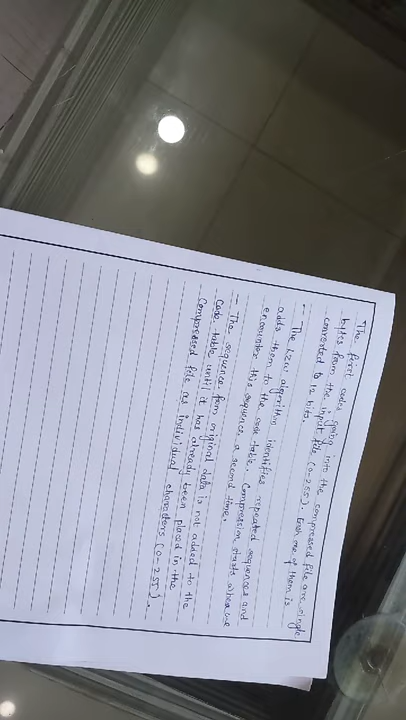 The first codes going into the compressed file are single
bytes from the input file (0-255). Each one of them is
converted to 12 bits.
- The LZW algorithm identifies repeated sequences and
adds them to the code table. Compression starts when we
encounter this sequence a second time.
- The sequence from original data is not added to the
Code table until it has already been placed in the
Compressed file as individual characters (0-255).